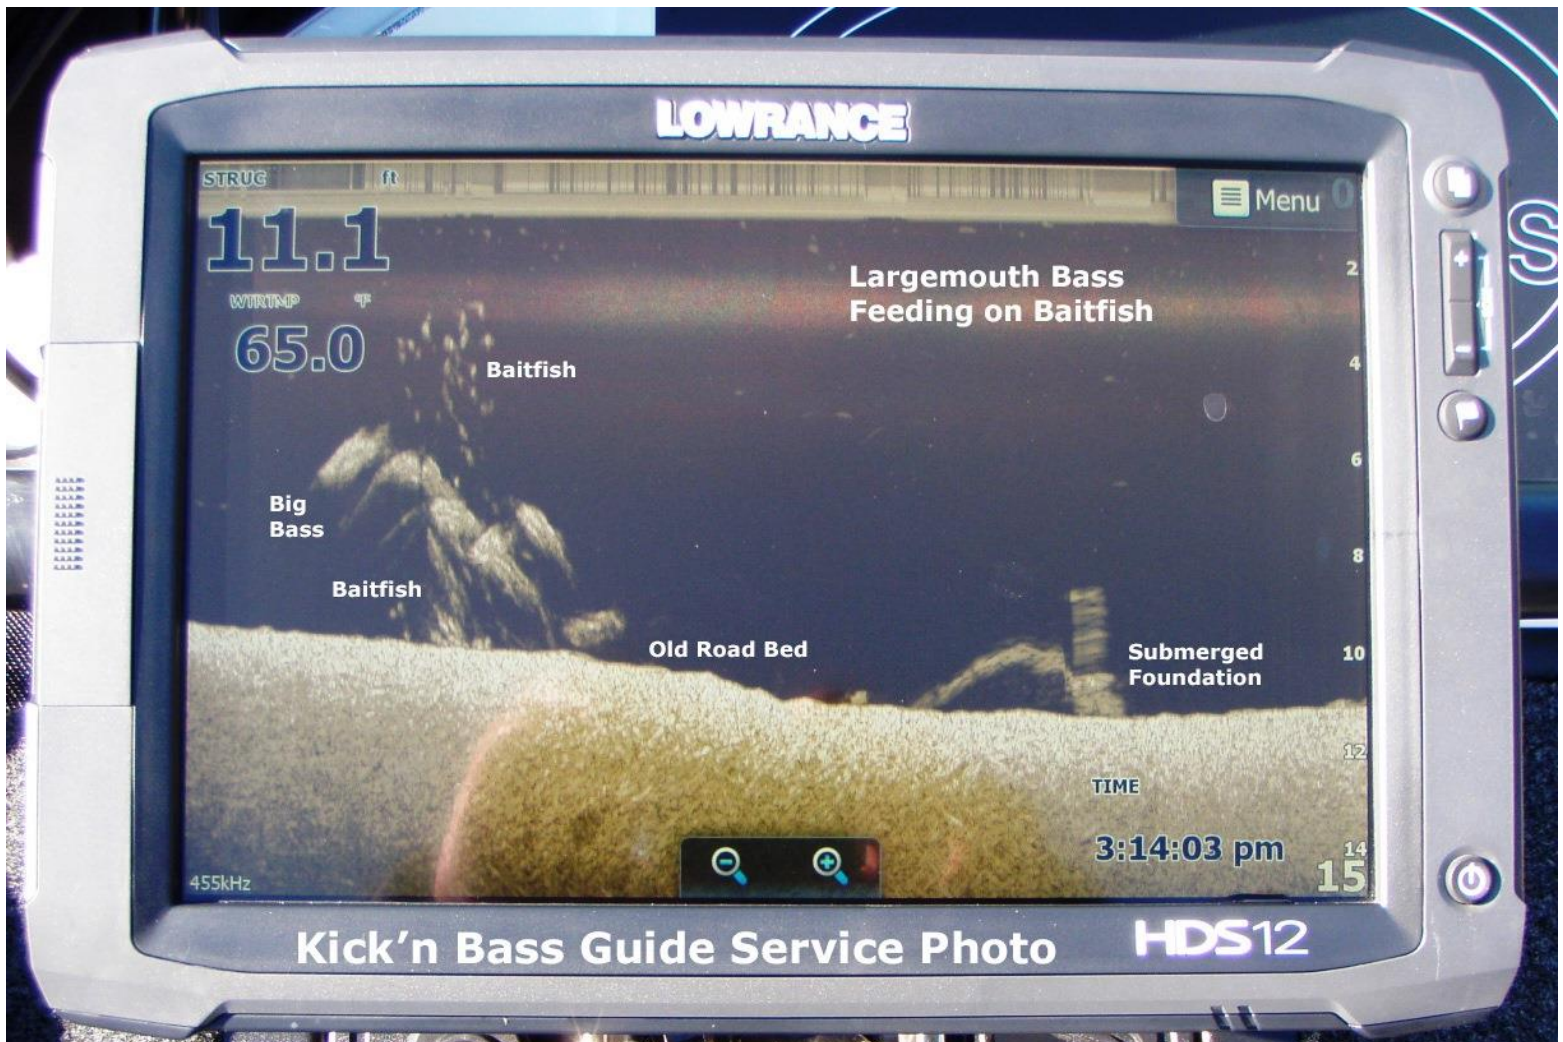 LOWRANCE
STRUC ft
11.1
WTRTMP °F
65.0
Menu 0
2
Largemouth Bass
Feeding on Baitfish
4
Baitfish
6
Big
Bass
8
Baitfish
Old Road Bed
Submerged
Foundation
10
12
TIME
3:14:03 pm
14
15
455kHz
Kick’n Bass Guide Service Photo
HDS12
S